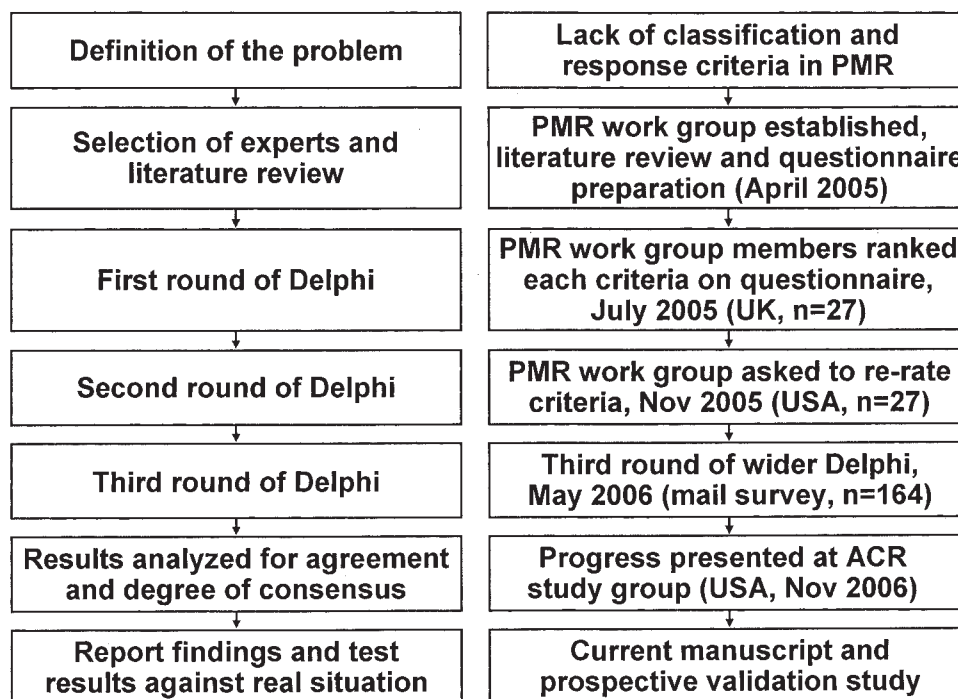 Definition of the problem
Lack of classification and
response criteria in PMR
Selection of experts and
literature review
PMR work group established,
literature review and questionnaire
preparation (April 2005)
First round of Delphi
PMR work group members ranked
each criteria on questionnaire,
July 2005 (UK, n=27)
Second round of Delphi
PMR work group asked to re-rate
criteria, Nov 2005 (USA, n=27)
Third round of Delphi
Third round of wider Delphi,
May 2006 (mail survey, n=164)
Results analyzed for agreement
and degree of consensus
Progress presented at ACR
study group (USA, Nov 2006)
Report findings and test
results against real situation
Current manuscript and
prospective validation study